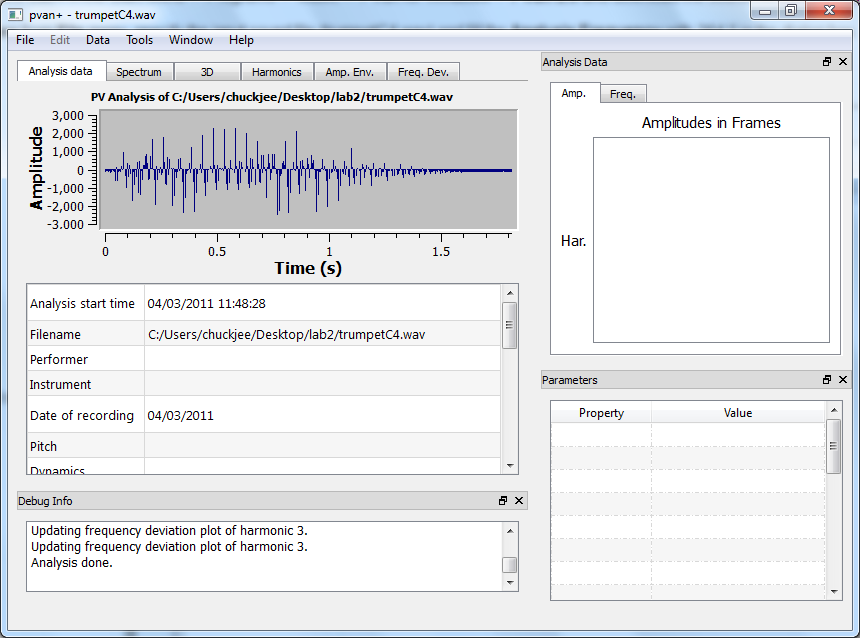 pvan+ - trumpetC4.wav
File Edit Data Tools Window Help
Analysis data Spectrum 3D Harmonics Amp. Env. Freq. Dev.
PV Analysis of C:/Users/chuckjee/Desktop/lab2/trumpetC4.wav
Amplitude
3,000
2,000
1,000
0
-1,000
-2,000
-3,000
0 0.5 1 1.5
Time (s)
Analysis start time 04/03/2011 11:48:28
Filename C:/Users/chuckjee/Desktop/lab2/trumpetC4.wav
Performer
Instrument
Date of recording 04/03/2011
Pitch
Dynamics
Debug Info
Updating frequency deviation plot of harmonic 3.
Updating frequency deviation plot of harmonic 3.
Analysis done.
Analysis Data
Amp. Freq.
Amplitudes in Frames
Har.
Parameters
Property Value